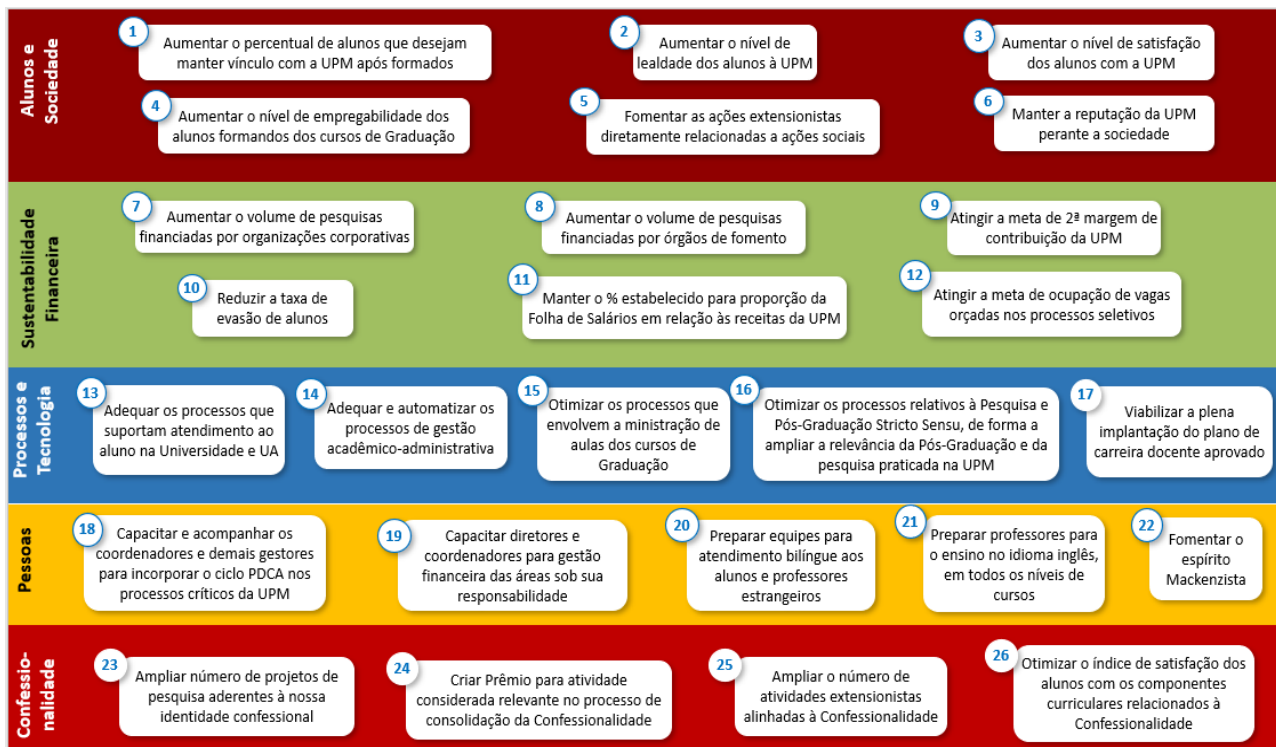 Alunos e
Sociedade
1
Aumentar o percentual de alunos que desejam
manter vínculo com a UPM após formados
2
Aumentar o nível de
lealdade dos alunos à UPM
3
Aumentar o nível de satisfação
dos alunos com a UPM
4
Aumentar o nível de empregabilidade dos
alunos formandos dos cursos de Graduação
5
Fomentar as ações extensionistas
diretamente relacionadas a ações sociais
6
Manter a reputação da UPM
perante a sociedade
Sustentabilidade
Financeira
7
Aumentar o volume de pesquisas
financiadas por organizações corporativas
8
Aumentar o volume de pesquisas
financiadas por órgãos de fomento
9
Atingir a meta de 2ª margem de
contribuição da UPM
10
Reduzir a taxa de
evasão de alunos
11
Manter o % estabelecido para proporção da
Folha de Salários em relação às receitas da UPM
12
Atingir a meta de ocupação de vagas
orçadas nos processos seletivos
Processos e
Tecnologia
13
Adequar os processos que
suportam atendimento ao
aluno na Universidade e UA
14
Adequar e automatizar os
processos de gestão
acadêmico-administrativa
15
Otimizar os processos que
envolvem a ministração de
aulas dos cursos de
Graduação
16
Otimizar os processos relativos à Pesquisa e
Pós-Graduação Stricto Sensu, de forma a
ampliar a relevância da Pós-Graduação e da
pesquisa praticada na UPM
17
Viabilizar a plena
implantação do plano de
carreira docente aprovado
Pessoas
18
Capacitar e acompanhar os
coordenadores e demais gestores
para incorporar o ciclo PDCA nos
processos críticos da UPM
19
Capacitar diretores e
coordenadores para gestão
financeira das áreas sob sua
responsabilidade
20
Preparar equipes para
atendimento bilíngue aos
alunos e professores
estrangeiros
21
Preparar professores para
o ensino no idioma inglês,
em todos os níveis de
cursos
22
Fomentar o
espírito
Mackenzista
Confessio-
nalidade
23
Ampliar número de projetos de
pesquisa aderentes à nossa
identidade confessional
24
Criar Prêmio para atividade
considerada relevante no processo de
consolidação da Confessionalidade
25
Ampliar o número de
atividades extensionistas
alinhadas à Confessionalidade
26
Otimizar o índice de satisfação dos
alunos com os componentes
curriculares relacionados à
Confessionalidade